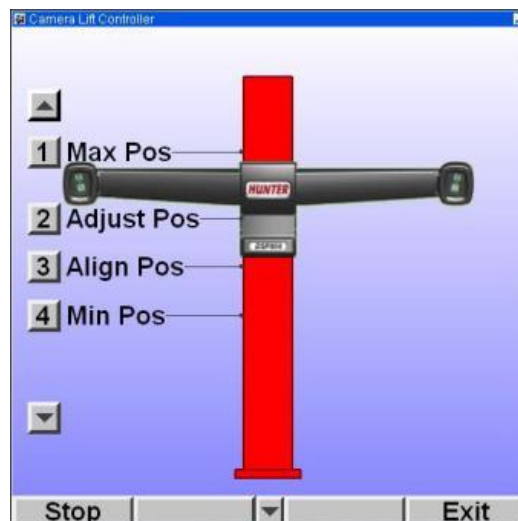 Camera Lift Controller
1 Max Pos
HUNTER
2 Adjust Pos
3 Align Pos
4 Min Pos
Stop
Exit